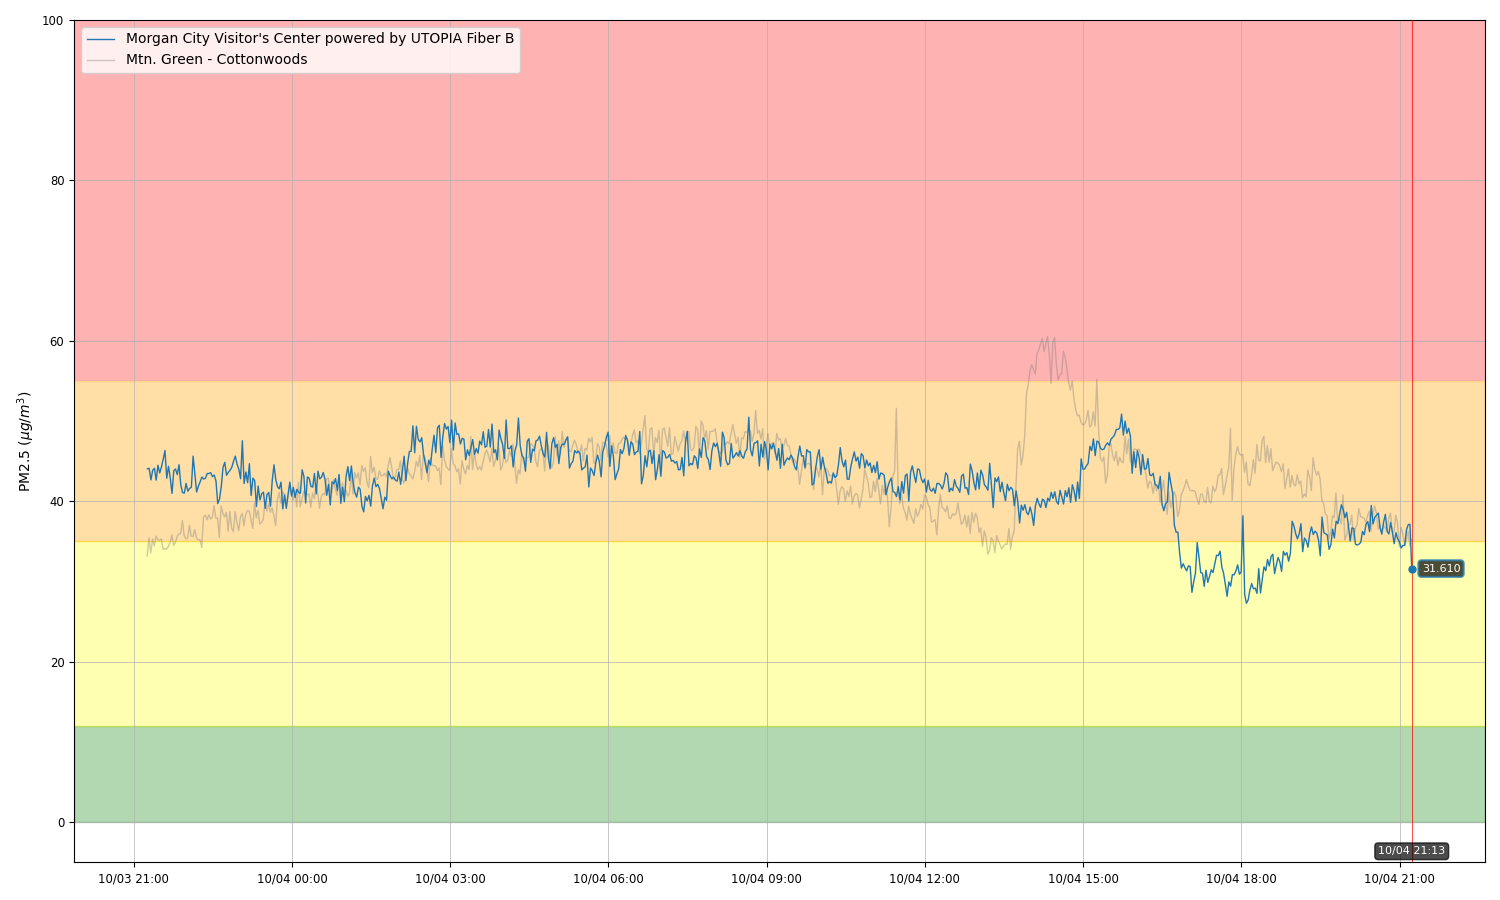 100
Morgan City Visitor's Center powered by UTOPIA Fiber B
Mtn. Green - Cottonwoods
80
60
PM2.5 (μg/m³)
40
31.610
20
0
10/04 21:13
10/03 21:00 10/04 00:00 10/04 03:00 10/04 06:00 10/04 09:00 10/04 12:00 10/04 15:00 10/04 18:00 10/04 21:00